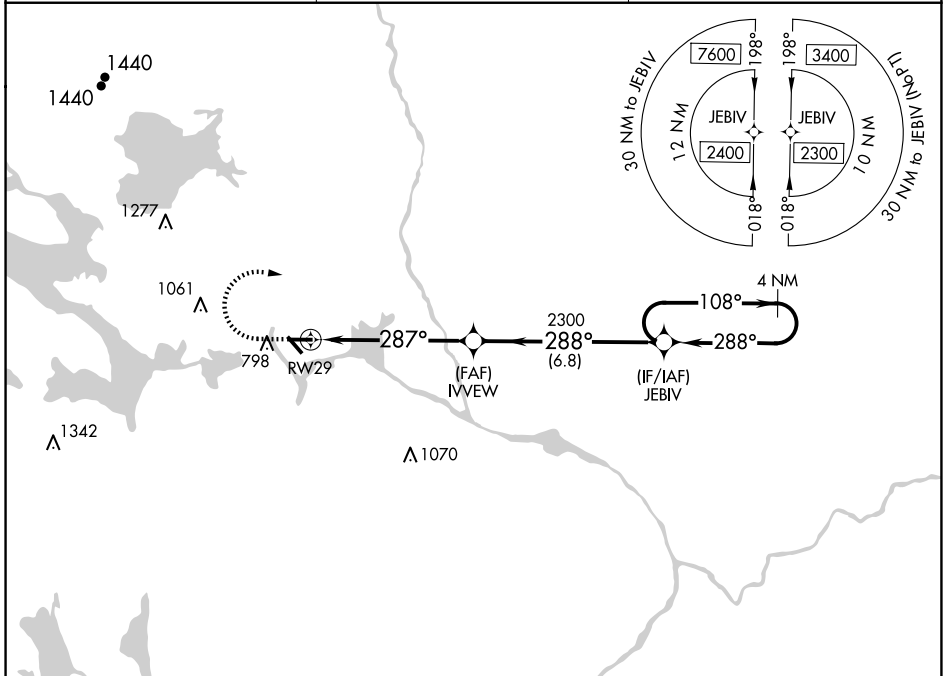 1440
1440
1277
1061
798
RW29
1342
1070
287°
(FAF)
IVVEW
2300
288°
(6.8)
(IF/IAF)
JEBIV
108°
288°
4 NM
30 NM to JEBIV
7600
198°
12 NM
JEBIV
2400
018°
198°
3400
JEBIV
2300
10 NM
018°
30 NM to JEBIV (NoPT)